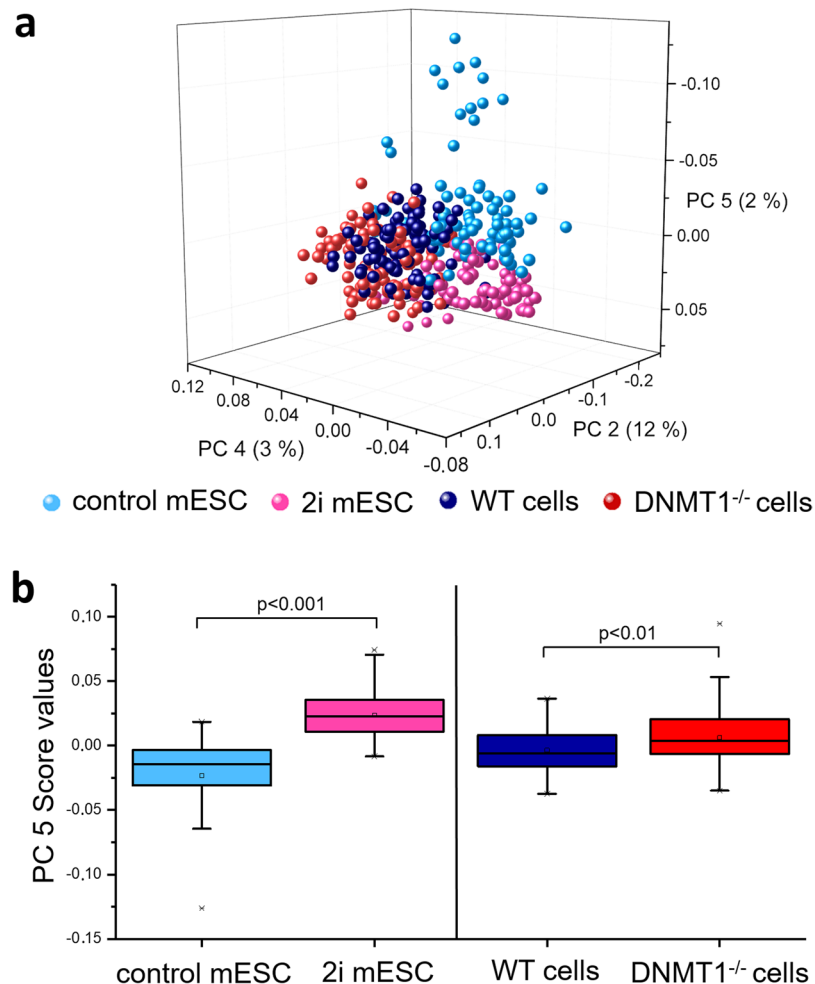 a
-0.10
-0.05
PC 5 (2 %)
0.00
0.05
0.12
0.08
0.04
0.00
-0.04
-0.08
PC 4 (3 %)
0.1
0.0
-0.1
-0.2
PC 2 (12 %)
control mESC 2i mESC WT cells DNMT1-/- cells
b
PC 5 Score values
0.10
0.05
0.00
-0.05
-0.10
-0.15
p<0.001
p<0.01
control mESC 2i mESC WT cells DNMT1-/- cells